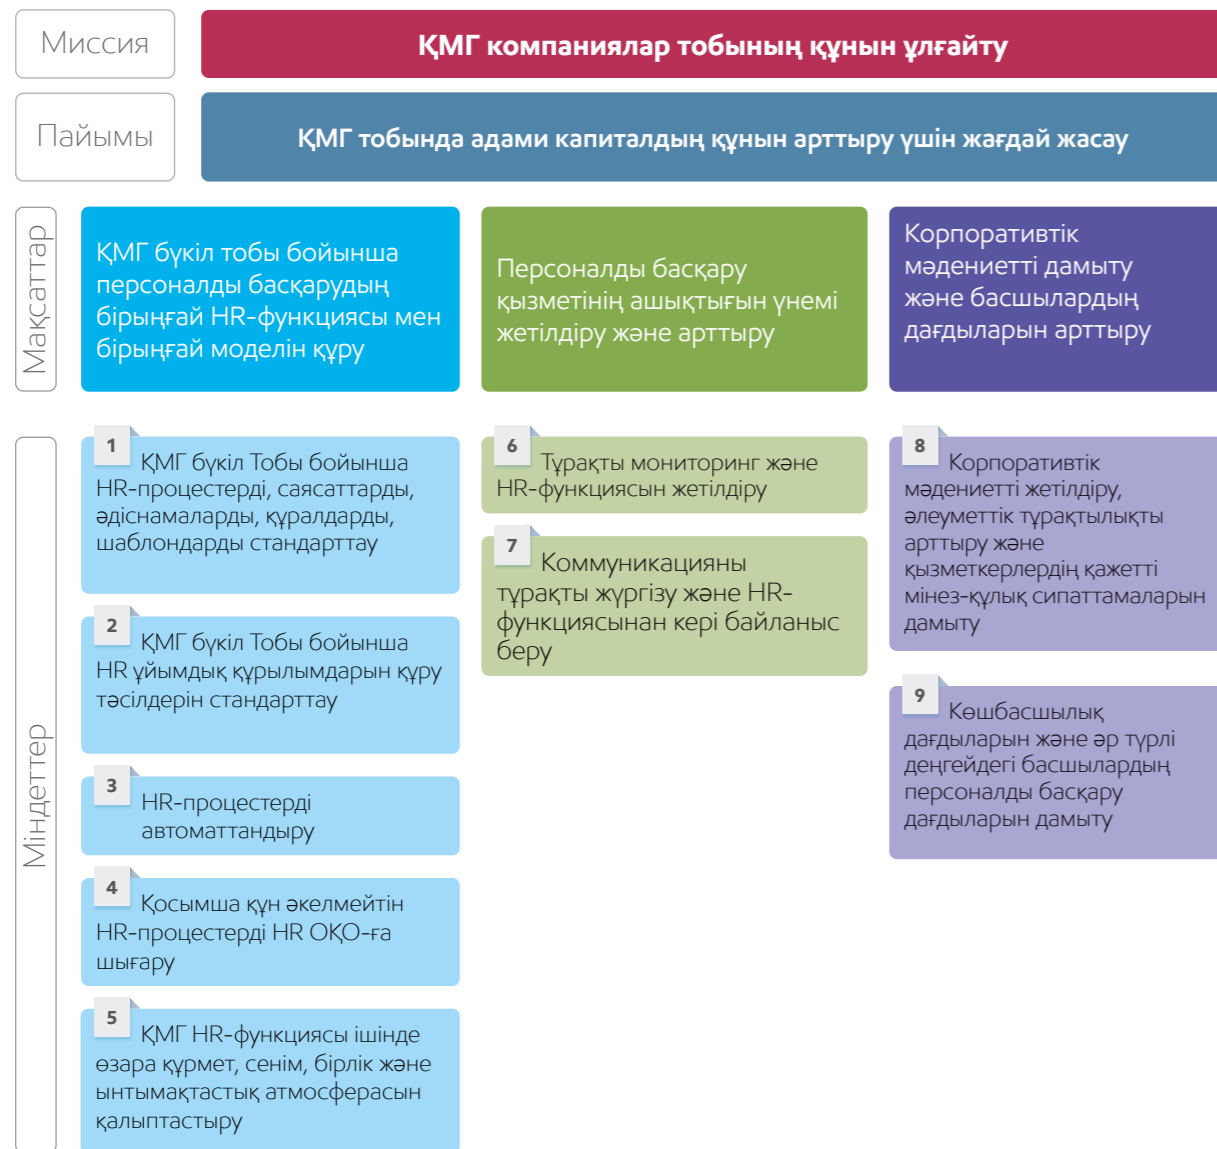 Миссия
ҚМГ компаниялар тобының құнын ұлғайту
Пайымы
ҚМГ тобында адами капиталдың құнын арттыру үшін жағдай жасау
Мақсаттар
ҚМГ бүкіл тобы бойынша
персоналды басқарудың
бірыңғай HR-функциясы мен
бірыңғай моделін құру
Персоналды басқару
қызметінің ашықтығын үнемі
жетілдіру және арттыру
Корпоративтік
мәдениетті дамыту
және басшылардың
дағдыларын арттыру
Міндеттер
1
ҚМГ бүкіл Тобы бойынша
HR-процестерді, саясаттарды,
әдіснамаларды, құралдарды,
шаблондарды стандарттау
2
ҚМГ бүкіл Тобы бойынша
HR ұйымдық құрылымдарын құру
тәсілдерін стандарттау
3
HR-процестерді
автоматтандыру
4
Қосымша құн әкелмейтін
HR-процестерді HR ОҚО-ға
шығару
5
ҚМГ HR-функциясы ішінде
өзара құрмет, сенім, бірлік және
ынтымақтастық атмосферасын
қалыптастыру
6
Тұрақты мониторинг және
HR-функциясын жетілдіру
7
Коммуникацияны
тұрақты жүргізу және HR-
функциясынан кері байланыс
беру
8
Корпоративтік
мәдениетті жетілдіру,
әлеуметтік тұрақтылықты
арттыру және
қызметкерлердің қажетті
мінез-құлық сипаттамаларын
дамыту
9
Көшбасшылық
дағдыларын және әр түрлі
деңгейдегі басшылардың
персоналды басқару
дағдыларын дамыту